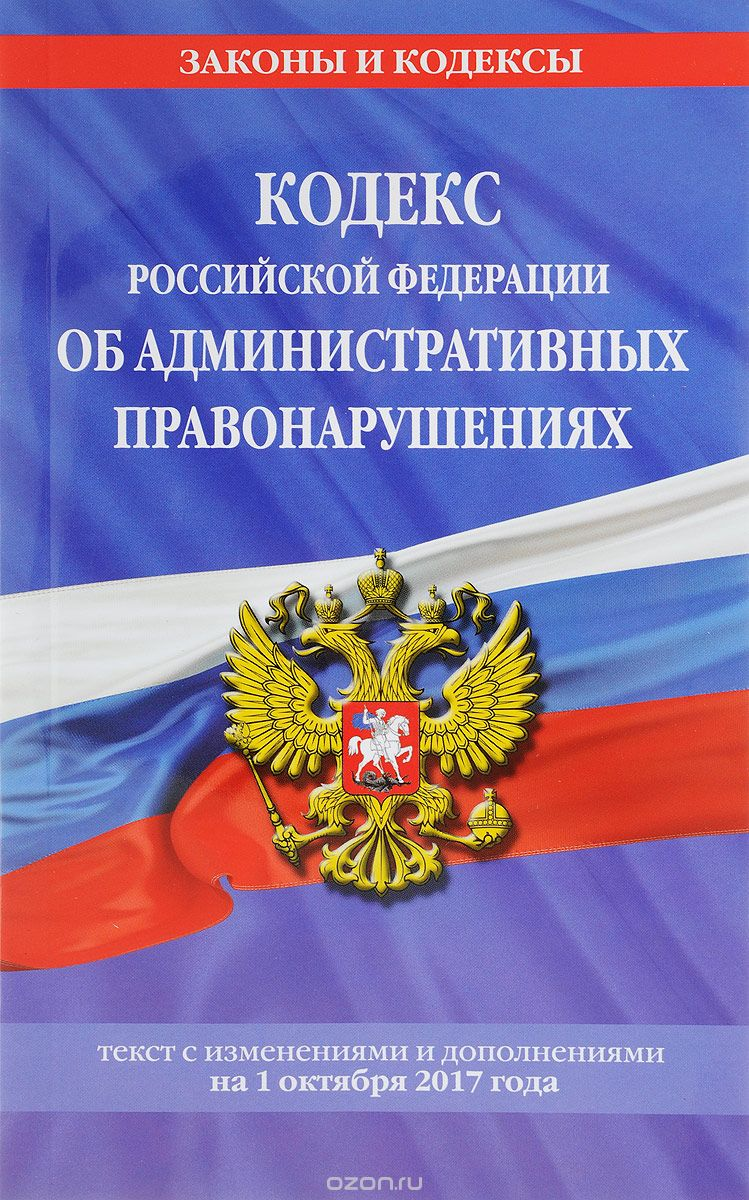 ЗАКОНЫ И КОДЕКСЫ
КОДЕКС
РОССИЙСКОЙ ФЕДЕРАЦИИ
ОБ АДМИНИСТРАТИВНЫХ
ПРАВОНАРУШЕНИЯХ
ТЕКСТ С ИЗМЕНЕНИЯМИ И ДОПОЛНЕНИЯМИ
на 1 октября 2017 года
ozon.ru